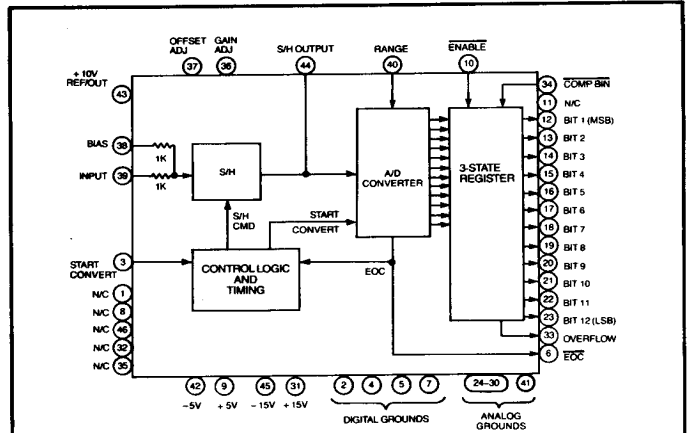 OFFSET ADJ
37
GAIN ADJ
36
S/H OUTPUT
44
RANGE
40
ENABLE
10
+10V REF/OUT
43
BIAS
38
1K
INPUT
39
1K
S/H
S/H CMD
START CONVERT
A/D CONVERTER
3-STATE REGISTER
START CONVERT
3
CONTROL LOGIC AND TIMING
EOC
N/C 1
N/C 8
N/C 46
N/C 32
N/C 35
34 COMP BIN
11 N/C
12 BIT 1 (MSB)
13 BIT 2
14 BIT 3
15 BIT 4
16 BIT 5
17 BIT 6
18 BIT 7
19 BIT 8
20 BIT 9
21 BIT 10
22 BIT 11
23 BIT 12 (LSB)
33 OVERFLOW
6 EOC
42 9 45 31 2 4 5 7 24-30 41
-5V +5V -15V +15V
DIGITAL GROUNDS
ANALOG GROUNDS